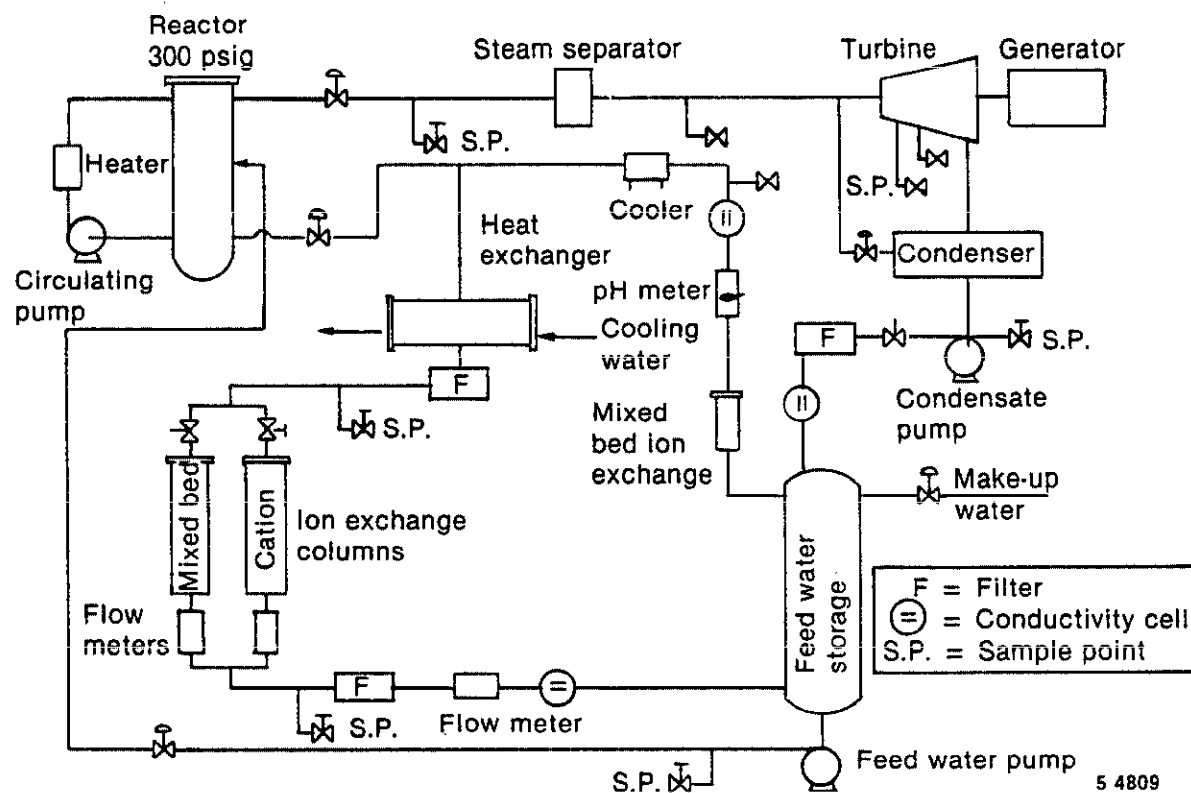 Reactor
300 psig
Steam separator
Turbine
Generator
S.P.
Heater
S.P.
Cooler
Circulating
pump
Heat
exchanger
Condenser
pH meter
Cooling
water
F
S.P.
F
Condensate
pump
S.P.
Mixed
bed ion
exchange
Make-up
water
Mixed bed
Cation
Ion exchange
columns
Feed water
storage
Flow
meters
F = Filter
= Conductivity cell
S.P. = Sample point
F
Flow meter
S.P.
S.P.
Feed water pump
5 4809